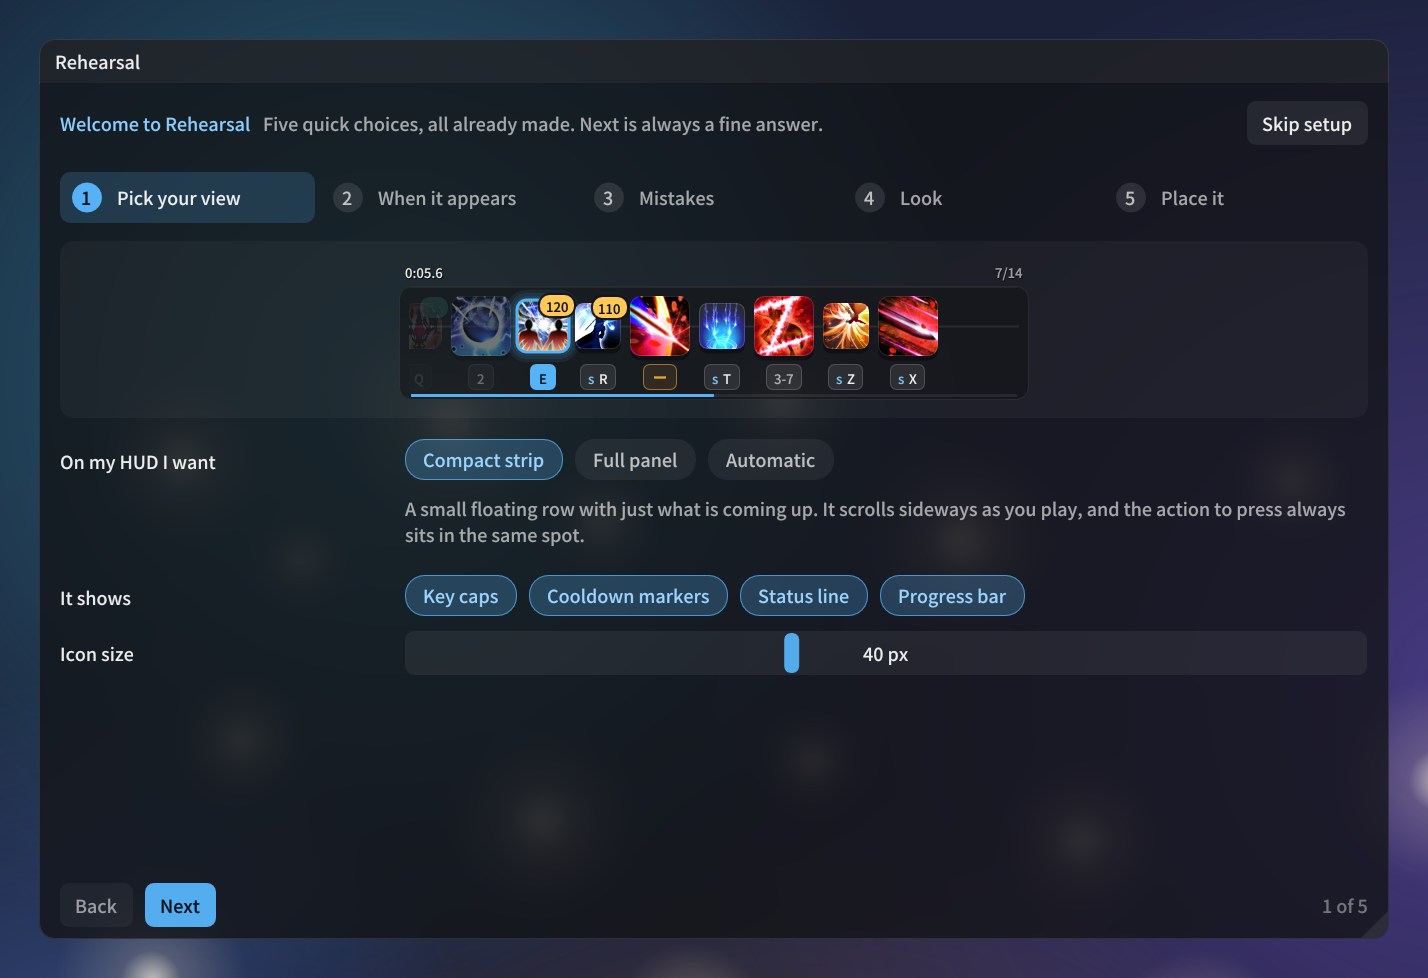 Rehearsal
Welcome to Rehearsal Five quick choices, all already made. Next is always a fine answer.
Skip setup
1 Pick your view
2 When it appears
3 Mistakes
4 Look
5 Place it
0:05.6
7/14
120
110
Q
2
E
s R
—
s T
3-7
s Z
s X
On my HUD I want
Compact strip
Full panel
Automatic
A small floating row with just what is coming up. It scrolls sideways as you play, and the action to press always
sits in the same spot.
It shows
Key caps
Cooldown markers
Status line
Progress bar
Icon size
40 px
Back
Next
1 of 5